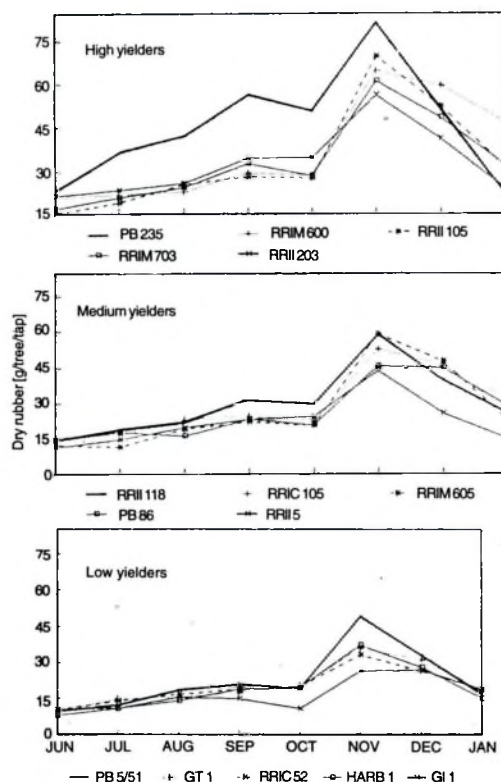 75
High yielders
60
45
30
15
PB 235 RRIM 600 RRII 105
RRIM 703 RRII 203
75
Medium yielders
60
45
30
15
0
Dry rubber [g/tree/tap]
RRII 118 RRIC 105 RRIM 605
PB 86 RRII 5
75
Low yielders
60
45
30
15
0
JUN JUL AUG SEP OCT NOV DEC JAN
PB 5/51 GT 1 RRIC 52 HARB 1 GI 1